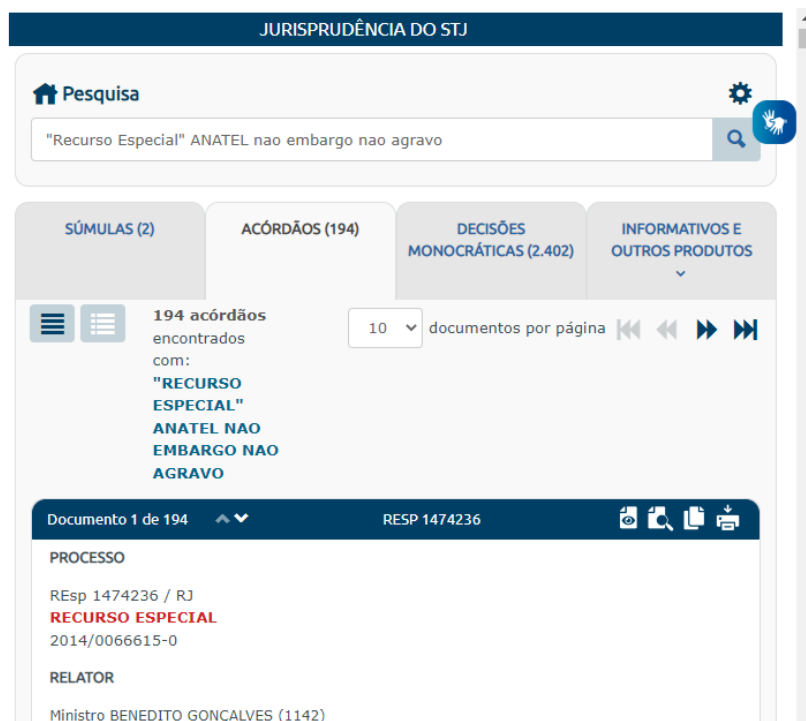 JURISPRUDÊNCIA DO STJ
Pesquisa
"Recurso Especial" ANATEL nao embargo nao agravo
SÚMULAS (2)
ACÓRDÃOS (194)
DECISÕES
MONOCRÁTICAS (2.402)
INFORMATIVOS E
OUTROS PRODUTOS
194 acórdãos
encontrados
com:
"RECURSO
ESPECIAL"
ANATEL NAO
EMBARGO NAO
AGRAVO
10 documentos por página
Documento 1 de 194 RESP 1474236
PROCESSO
REsp 1474236 / RJ
RECURSO ESPECIAL
2014/0066615-0
RELATOR
Ministro BENEDITO GONÇALVES (1142)